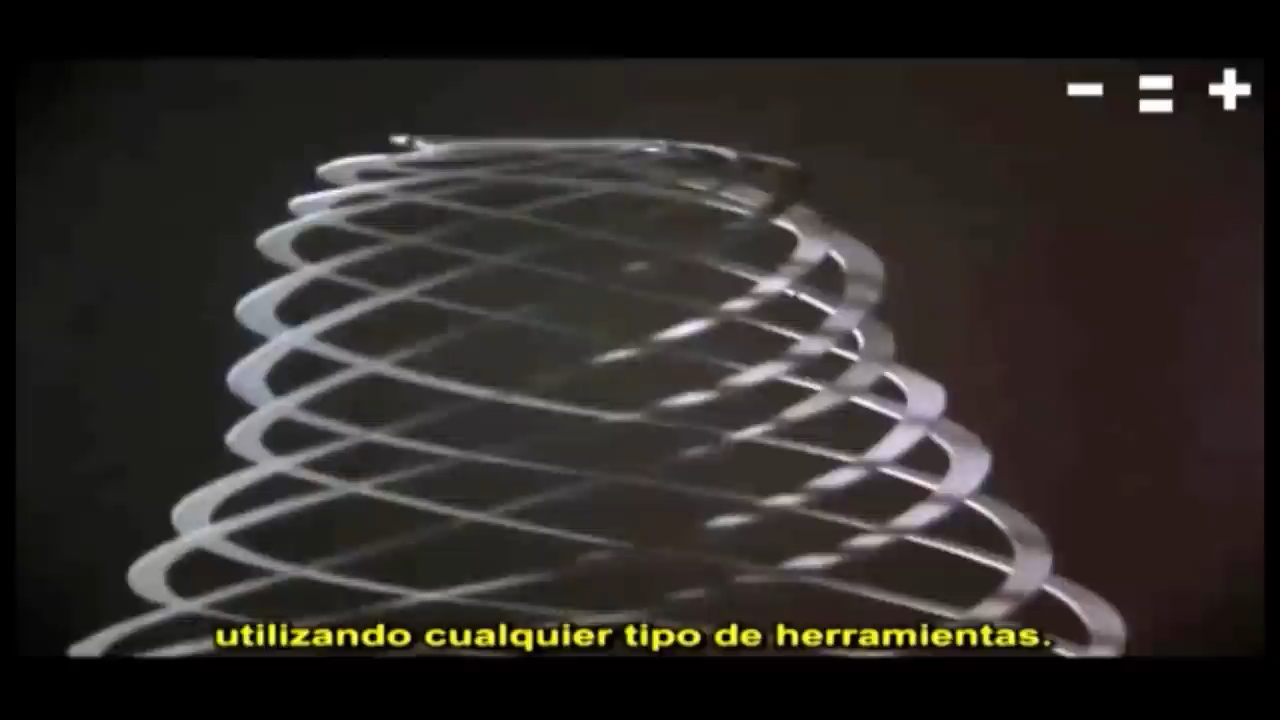 - = +
utilizando cualquier tipo de herramientas.